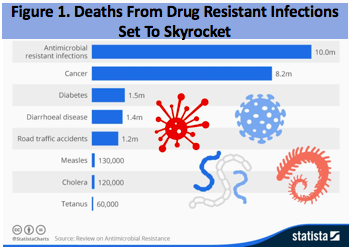 Figure 1. Deaths From Drug Resistant Infections
Set To Skyrocket
Antimicrobial
resistant infections
10.0m
Cancer
8.2m
Diabetes
1.5m
Diarrhoeal disease
1.4m
Road traffic accidents
1.2m
Measles
130,000
Cholera
120,000
Tetanus
60,000
@StatistaCharts Source: Review on Antimicrobial Resistance
statista